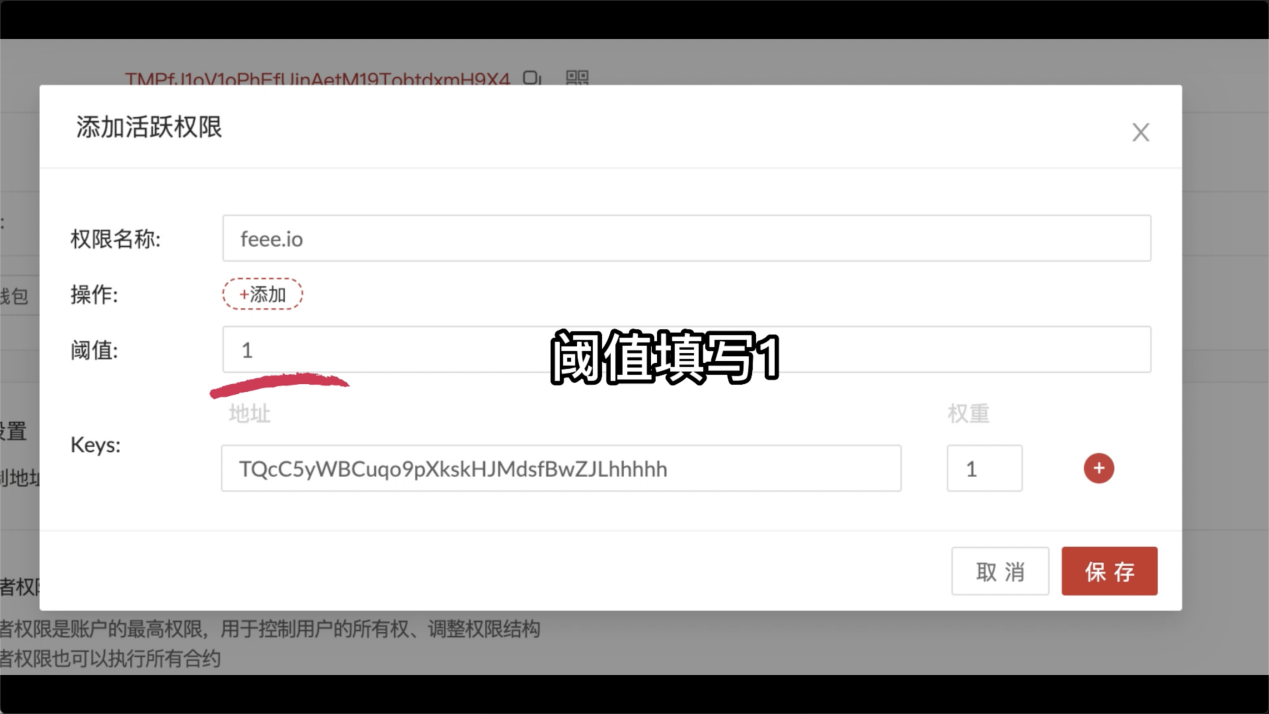 添加活跃权限
权限名称: feee.io
操作: +添加
阈值: 1
阈值填写1
地址 权重
Keys: TQcC5yWBCuqo9pXkskHJMdsfBwZJLhhhhh 1
钱包
设置
制地址
者权限
取 消 保 存
者权限是账户的最高权限，用于控制用户的所有权、调整权限结构
者权限也可以执行所有合约